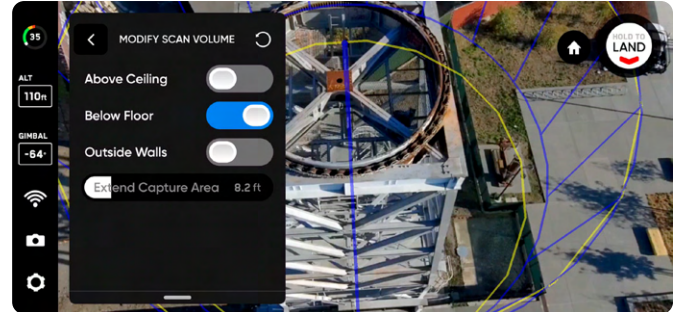 35
MODIFY SCAN VOLUME
HOLD TO
LAND
ALT
110FT
Above Ceiling
Below Floor
GIMBAL
-64°
Outside Walls
Extend Capture Area 8.2 ft